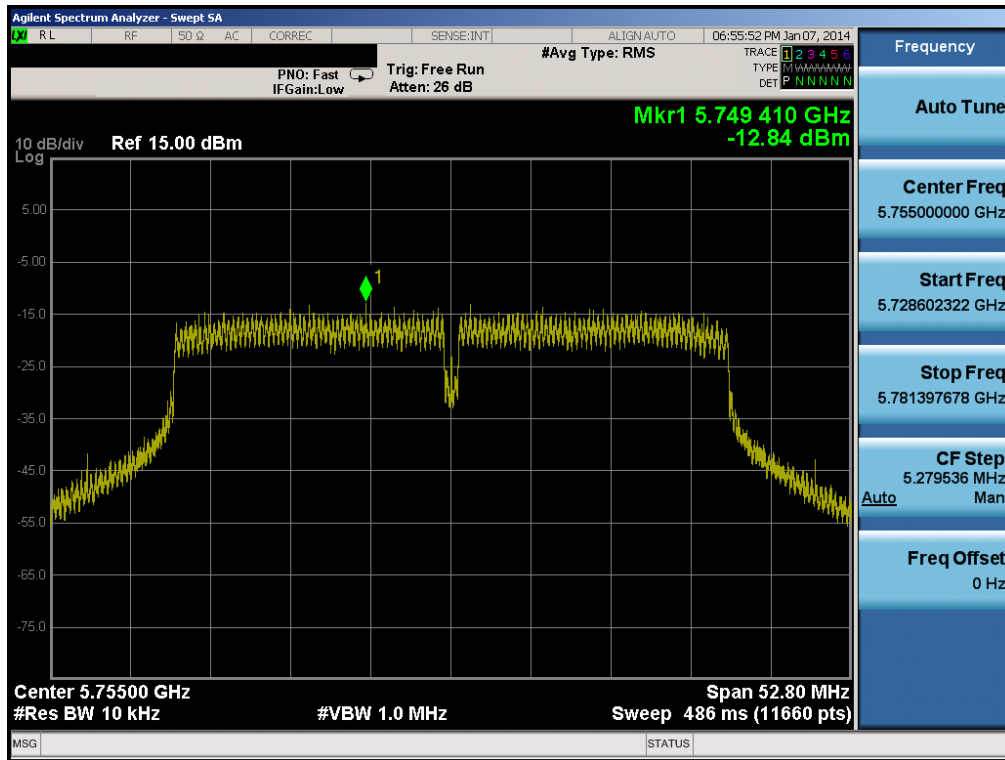 Agilent Spectrum Analyzer - Swept SA
LXI RL RF 50 Ω AC CORREC SENSE:INT ALIGN AUTO 06:55:52 PM Jan 07, 2014
#Avg Type: RMS
TRACE 1 2 3 4 5 6
PNO: Fast Trig: Free Run
TYPE M WWWWW
IFGain:Low Atten: 26 dB
DET P N N N N N
Mkr1 5.749 410 GHz
-12.84 dBm
10 dB/div Ref 15.00 dBm
Log
5.00
-5.00
-15.0
-25.0
-35.0
-45.0
-55.0
-65.0
-75.0
1
Center 5.75500 GHz Span 52.80 MHz
#Res BW 10 kHz #VBW 1.0 MHz Sweep 486 ms (11660 pts)
MSG STATUS
Frequency
Auto Tune
Center Freq
5.755000000 GHz
Start Freq
5.728602322 GHz
Stop Freq
5.781397678 GHz
CF Step
5.279536 MHz
Auto Man
Freq Offset
0 Hz